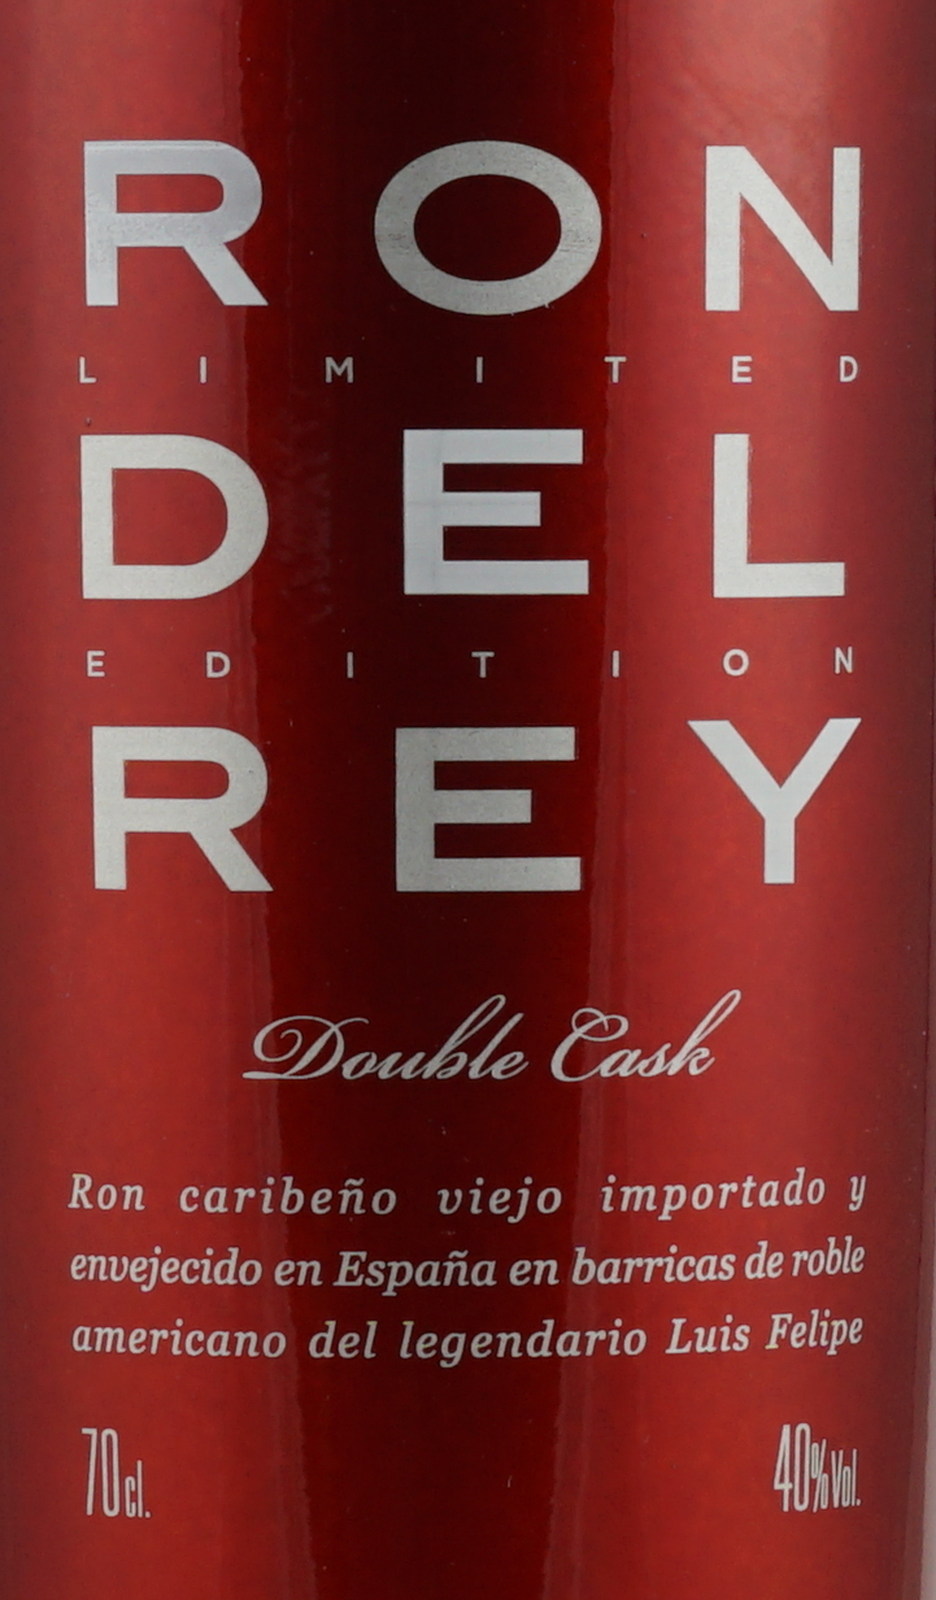 RON
LIMITED
DEL
EDITION
REY
Double Cask
Ron caribeño viejo importado y
envejecido en España en barricas de roble
americano del legendario Luis Felipe
70cl. 40%Vol.